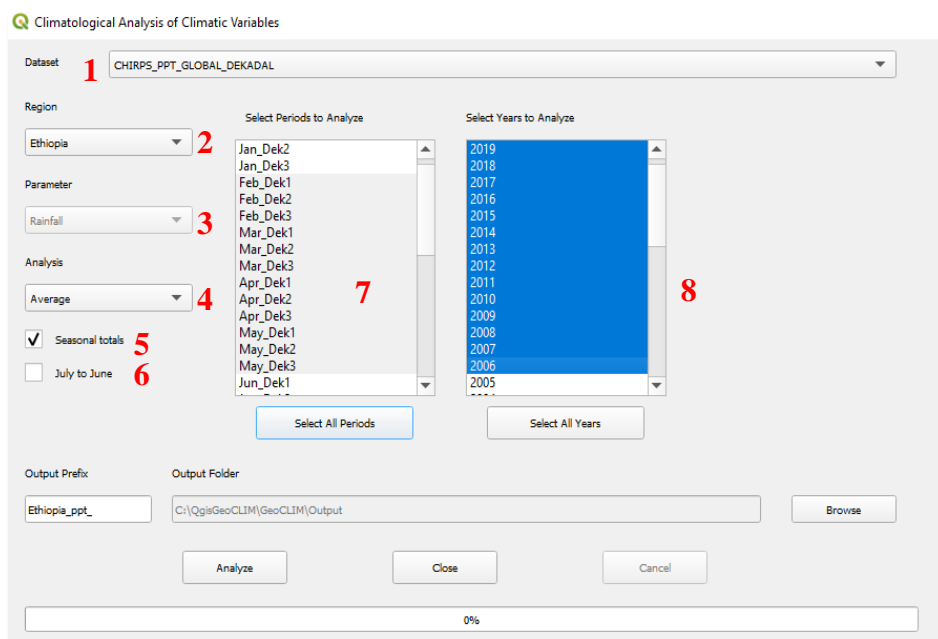 Climatological Analysis of Climatic Variables
Dataset
1
CHIRPS_PPT_GLOBAL_DEKADAL
Region
Ethiopia
2
Parameter
Rainfall
3
Analysis
Average
4
Seasonal totals
5
July to June
6
Select Periods to Analyze
Jan_Dek2
Jan_Dek3
Feb_Dek1
Feb_Dek2
Feb_Dek3
Mar_Dek1
Mar_Dek2
Mar_Dek3
Apr_Dek1
Apr_Dek2
Apr_Dek3
May_Dek1
May_Dek2
May_Dek3
Jun_Dek1
7
Select All Periods
Select Years to Analyze
2019
2018
2017
2016
2015
2014
2013
2012
2011
2010
2009
2008
2007
2006
2005
8
Select All Years
Output Prefix
Ethiopia_ppt_
Output Folder
C:\QgisGeoCLIM\GeoCLIM\Output
Browse
Analyze
Close
Cancel
0%